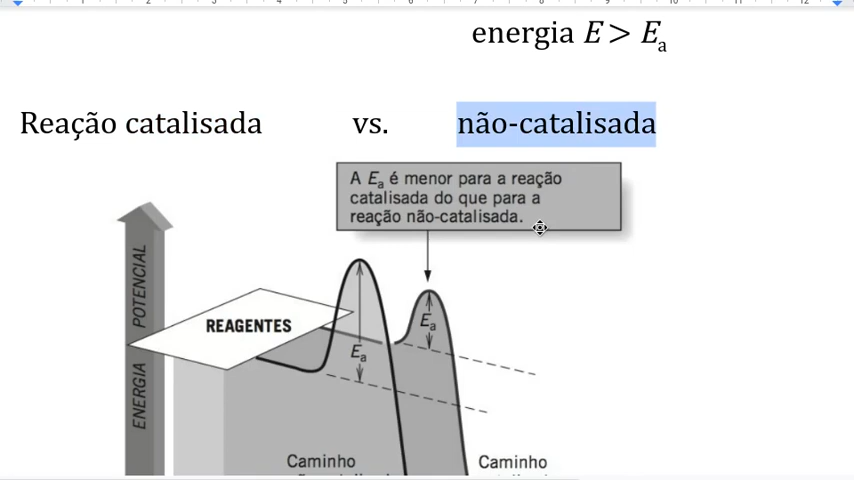 energia E > Ea
Reação catalisada vs. não-catalisada
A Ea é menor para a reação
catalisada do que para a
reação não-catalisada.
ENERGIA POTENCIAL
REAGENTES
Ea
Ea
Caminho
Caminho